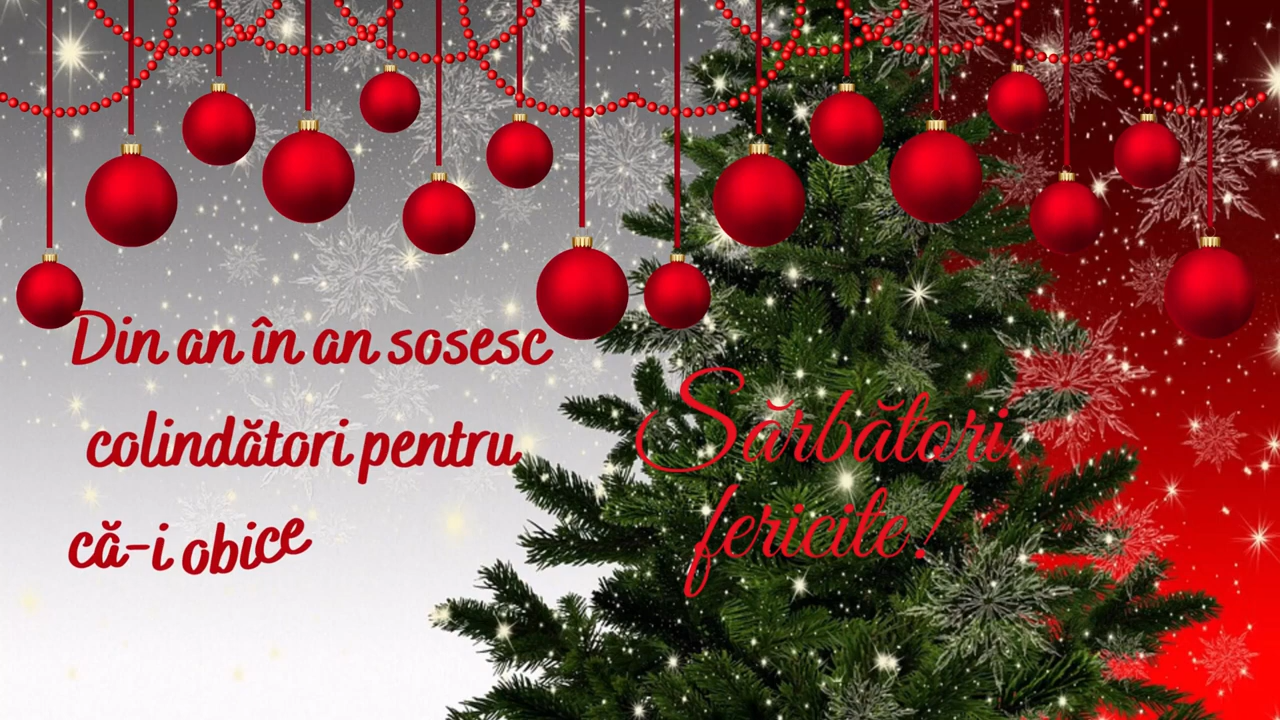 Din an în an sosesc
colindători pentru
că-i obice
Sărbători
fericite!